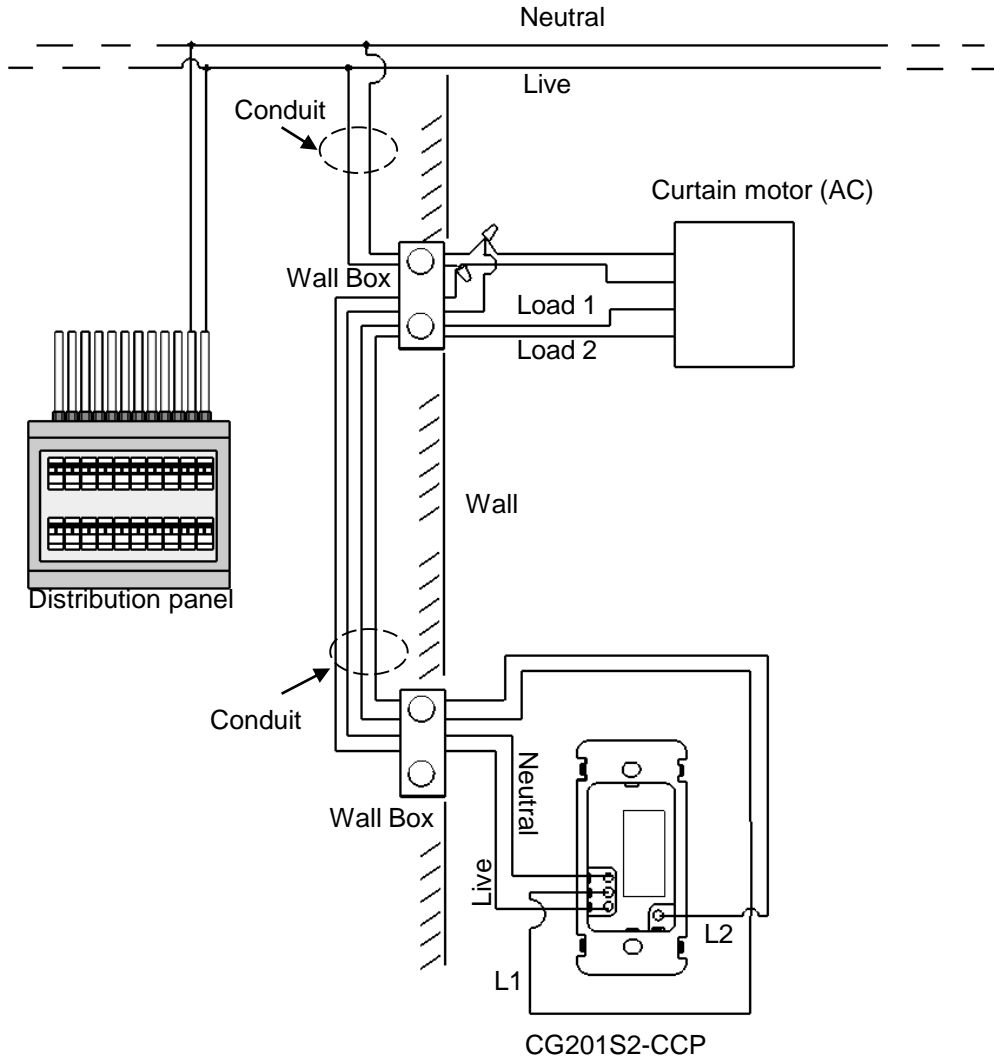 Neutral
Live
Conduit
Curtain motor (AC)
Wall Box
Load 1
Load 2
Wall
Distribution panel
Conduit
Neutral
Wall Box
Live
L2
L1
CG201S2-CCP